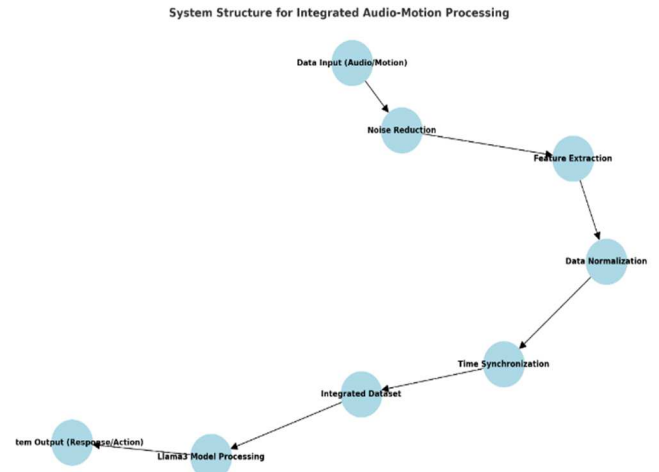 System Structure for Integrated Audio-Motion Processing
Data Input (Audio/Motion)
Noise Reduction
Feature Extraction
Data Normalization
Time Synchronization
Integrated Dataset
Llama3 Model Processing
tem Output (Response/Action)